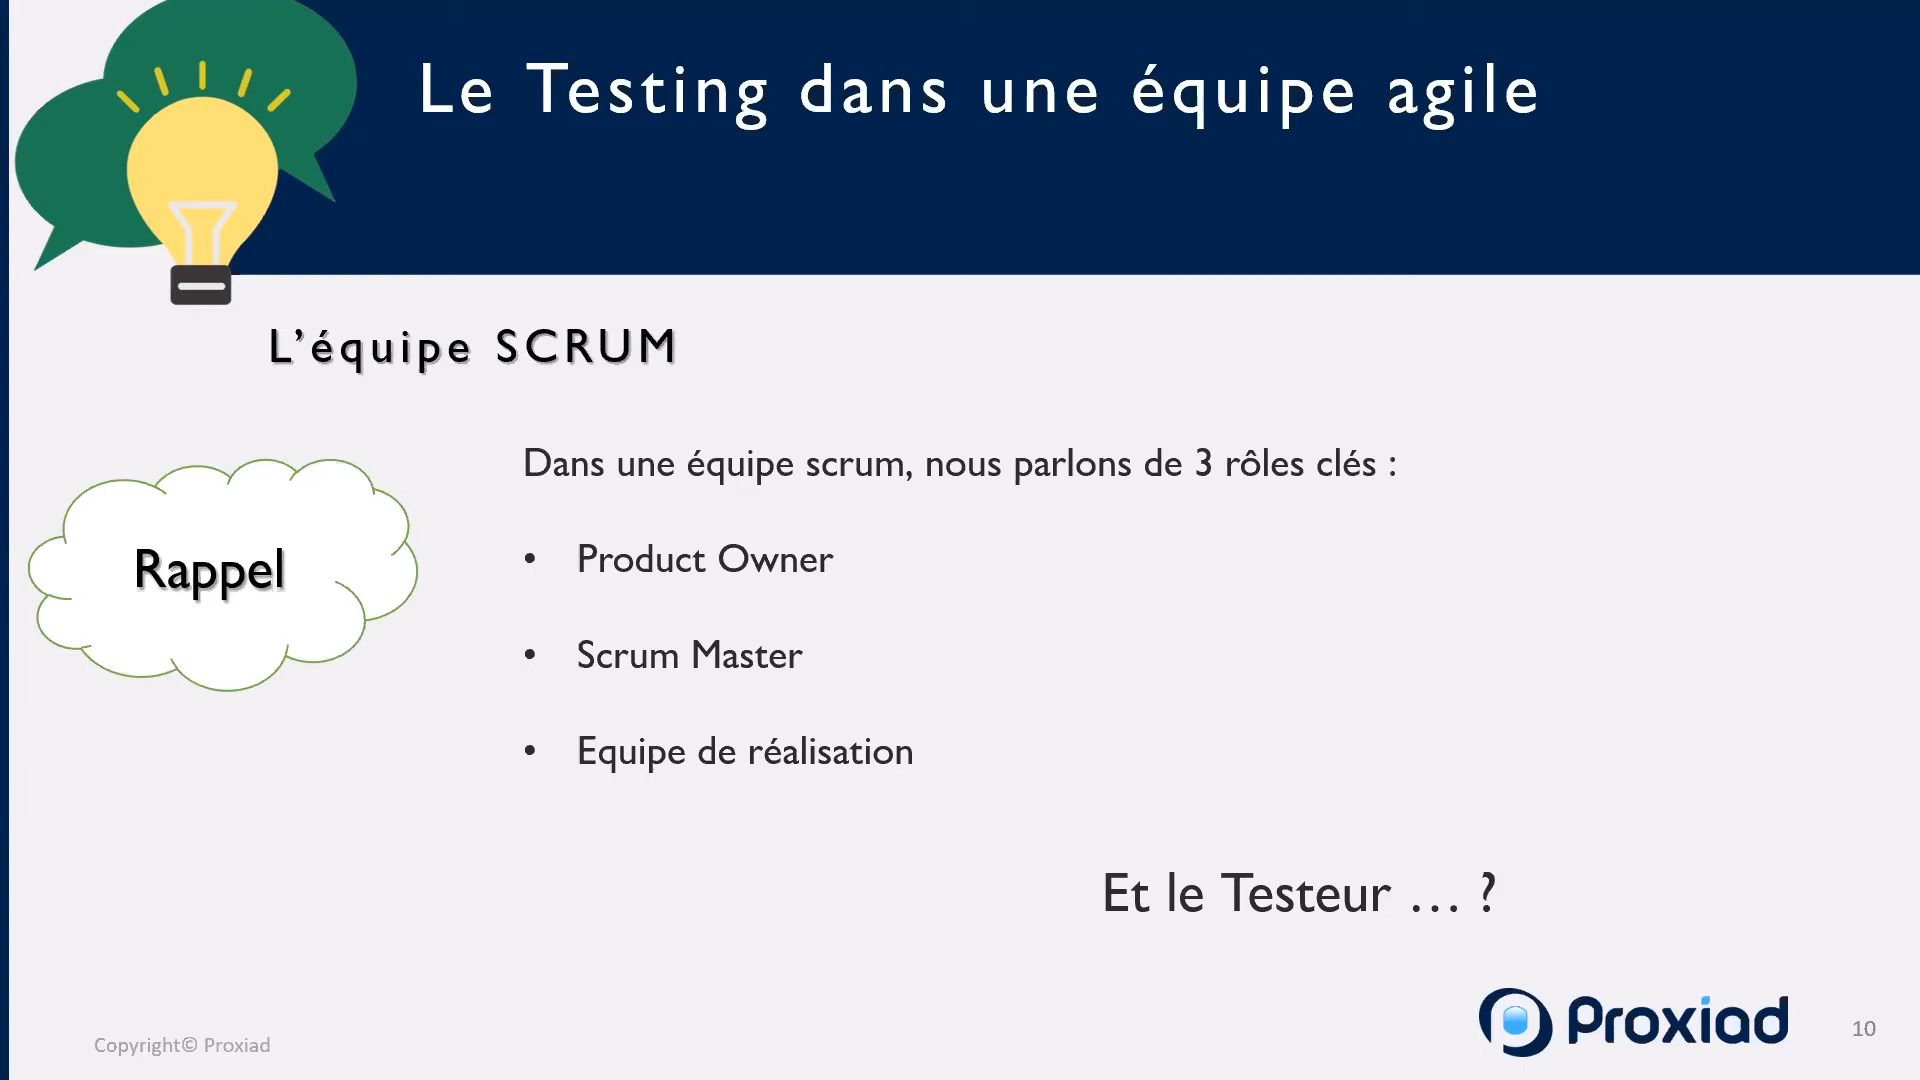 Le Testing dans une équipe agile
L’équipe SCRUM
Rappel
Dans une équipe scrum, nous parlons de 3 rôles clés :
• Product Owner
• Scrum Master
• Equipe de réalisation
Et le Testeur … ?
Copyright© Proxiad
Proxiad
10